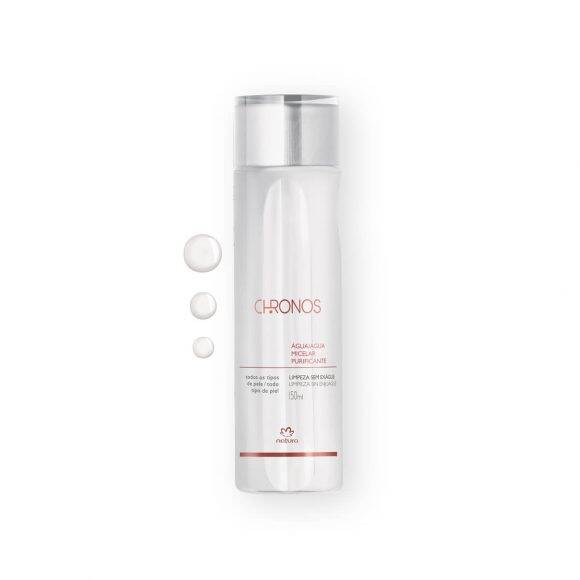 CHRONOS
ÁGUA/AGUA
MICELAR
PURIFICANTE
todos os tipos
de pele / todo
tipo de piel
LIMPEZA SEM ENXÁGUE
LIMPIEZA SIN ENJUAGUE
150ml
natura